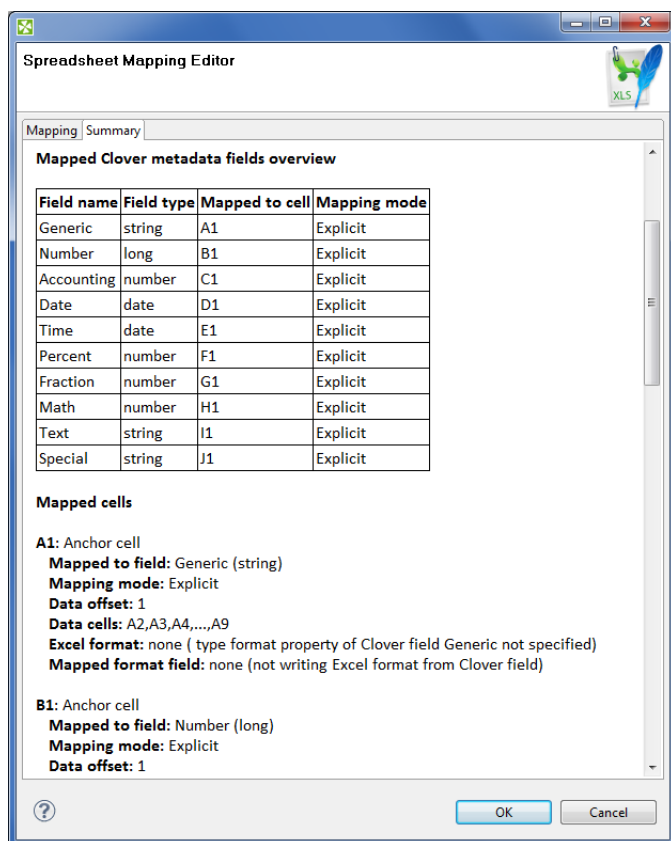 Spreadsheet Mapping Editor
XLS
Mapping Summary
Mapped Clover metadata fields overview
Field name Field type Mapped to cell Mapping mode
Generic string A1 Explicit
Number long B1 Explicit
Accounting number C1 Explicit
Date date D1 Explicit
Time date E1 Explicit
Percent number F1 Explicit
Fraction number G1 Explicit
Math number H1 Explicit
Text string I1 Explicit
Special string J1 Explicit
Mapped cells
A1: Anchor cell
Mapped to field: Generic (string)
Mapping mode: Explicit
Data offset: 1
Data cells: A2,A3,A4,...,A9
Excel format: none ( type format property of Clover field Generic not specified)
Mapped format field: none (not writing Excel format from Clover field)
B1: Anchor cell
Mapped to field: Number (long)
Mapping mode: Explicit
Data offset: 1
? OK Cancel